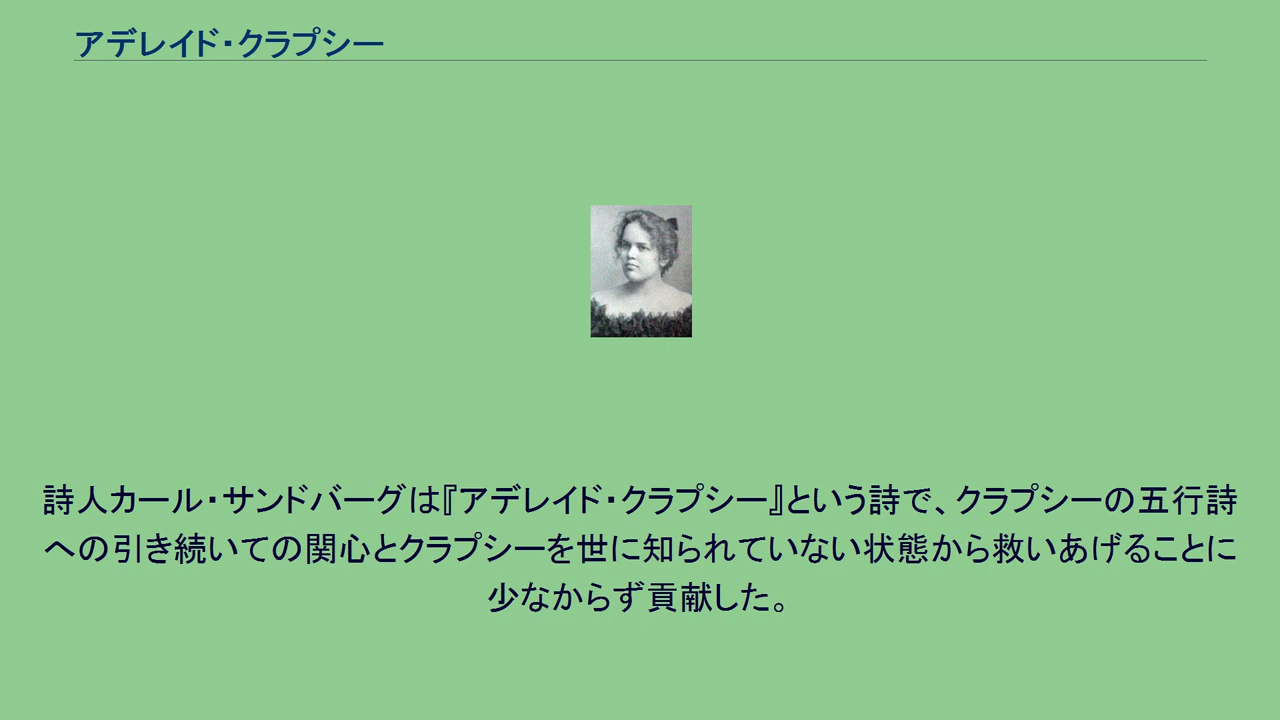 アデレイド・クラプシー
詩人カール・サンドバーグは『アデレイド・クラプシー』という詩で、クラプシーの五行詩
への引き続いての関心とクラプシーを世に知られていない状態から救いあげることに
少なからず貢献した。